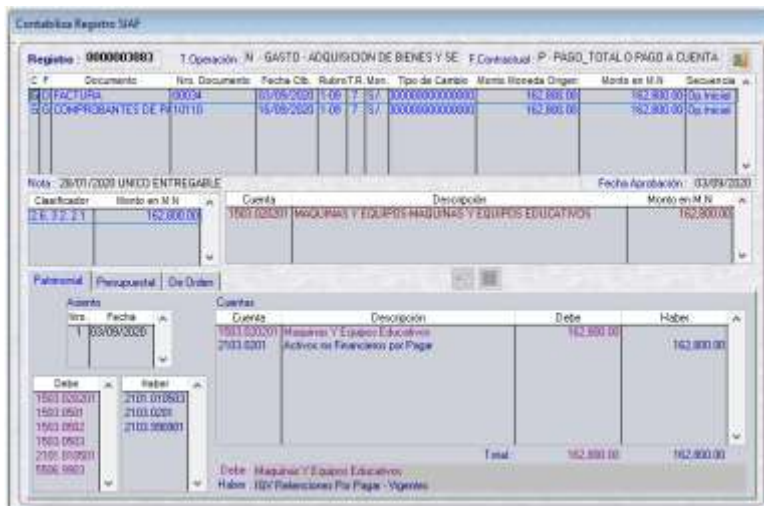 Contabiliza Registro SIAF
Registro : 0000003083 T.Operación N - GASTO - ADQUISICION DE BIENES Y SE F.Contractual P - PAGO_TOTAL O PAGO A CUENTA
C F Documento Nro. Documento Fecha Ctb. Rubro T.R. Mon. Tipo de Cambio Monto Moneda Origen Monto en M.N Secuencia
G D FACTURA 00034 03/09/2020 1-08 7 S/. 162,800.00 162,800.00 Op.Inicial
G G COMPROBANTES DE PA 10110 16/09/2020 1-08 7 S/. 162,800.00 162,800.00 Op.Inicial
Nota : 28/01/2020 UNICO ENTREGABLE Fecha Aprobación : 03/09/2020
Clasificador Monto en M.N Cuenta Descripción Monto en M.N
2.6. 3.2. 2.1 162,800.00 1503.020201 MAQUINAS Y EQUIPOS-MAQUINAS Y EQUIPOS EDUCATIVOS 162,800.00
Patrimonial Presupuestal De Orden
Asiento Cuentas
Nro. Fecha Cuenta Descripción Debe Haber
1 03/09/2020 1503.020201 Maquinas Y Equipos Educativos 162,800.00
2103.0201 Activos no Financieros por Pagar 162,800.00
Debe Haber
1503.020201 2101.010503
1503.0501 2103.0201
1503.0502 2103.990901
1503.0503
2101.010501
5506.9903
Total 162,800.00 162,800.00
Debe : Maquinas Y Equipos Educativos
Haber : IGV Retenciones Por Pagar - Vigentes